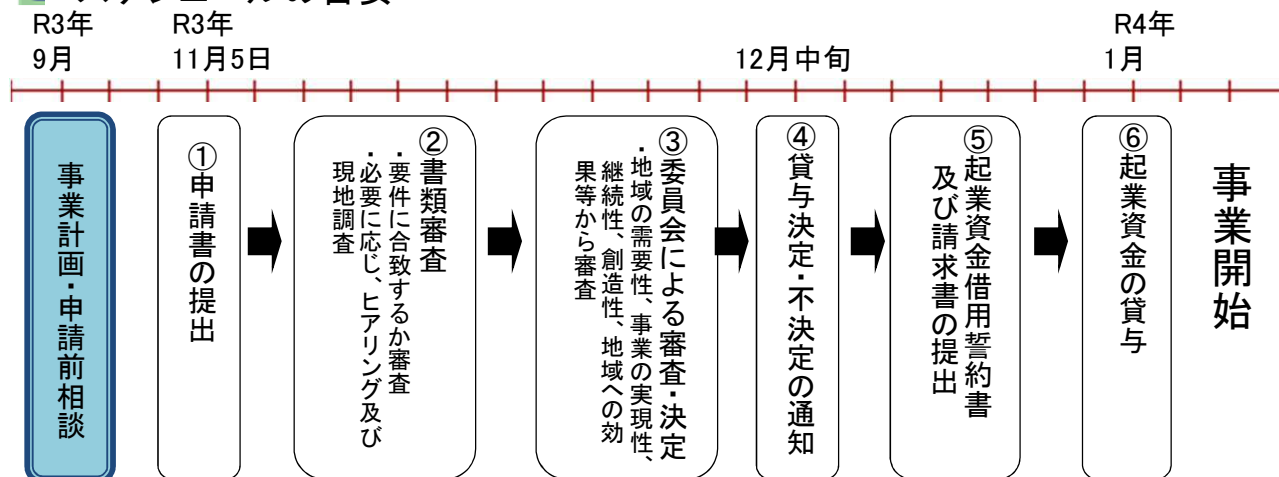 R3年
9月
R3年
11月5日
12月中旬
R4年
1月
事業計画・申請前相談
①申請書の提出
②書類審査
・要件に合致するか審査
・必要に応じ、ヒアリング及び
現地調査
③委員会による審査・決定
・地域の需要性、事業の実現性、
継続性、創造性、地域への効
果等から審査
④貸与決定・不決定の通知
⑤起業資金借用誓約書
及び請求書の提出
⑥起業資金の貸与
事業開始